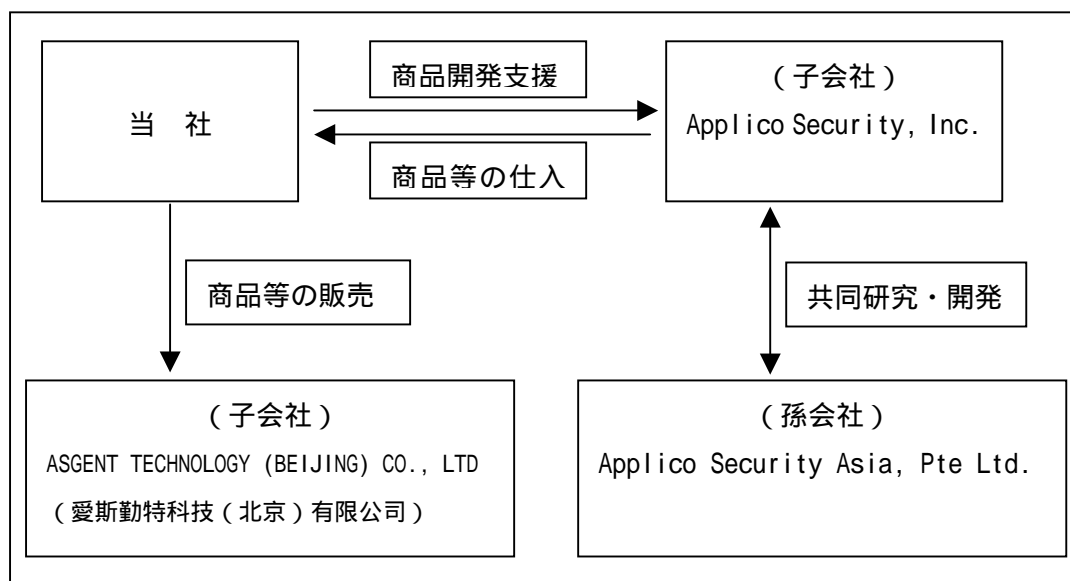 当　社
商品開発支援
商品等の仕入
（子会社）
Applico Security, Inc.
商品等の販売
共同研究・開発
（子会社）
ASGENT TECHNOLOGY (BEIJING) CO., LTD
（愛斯勤特科技（北京）有限公司）
（孫会社）
Applico Security Asia, Pte Ltd.